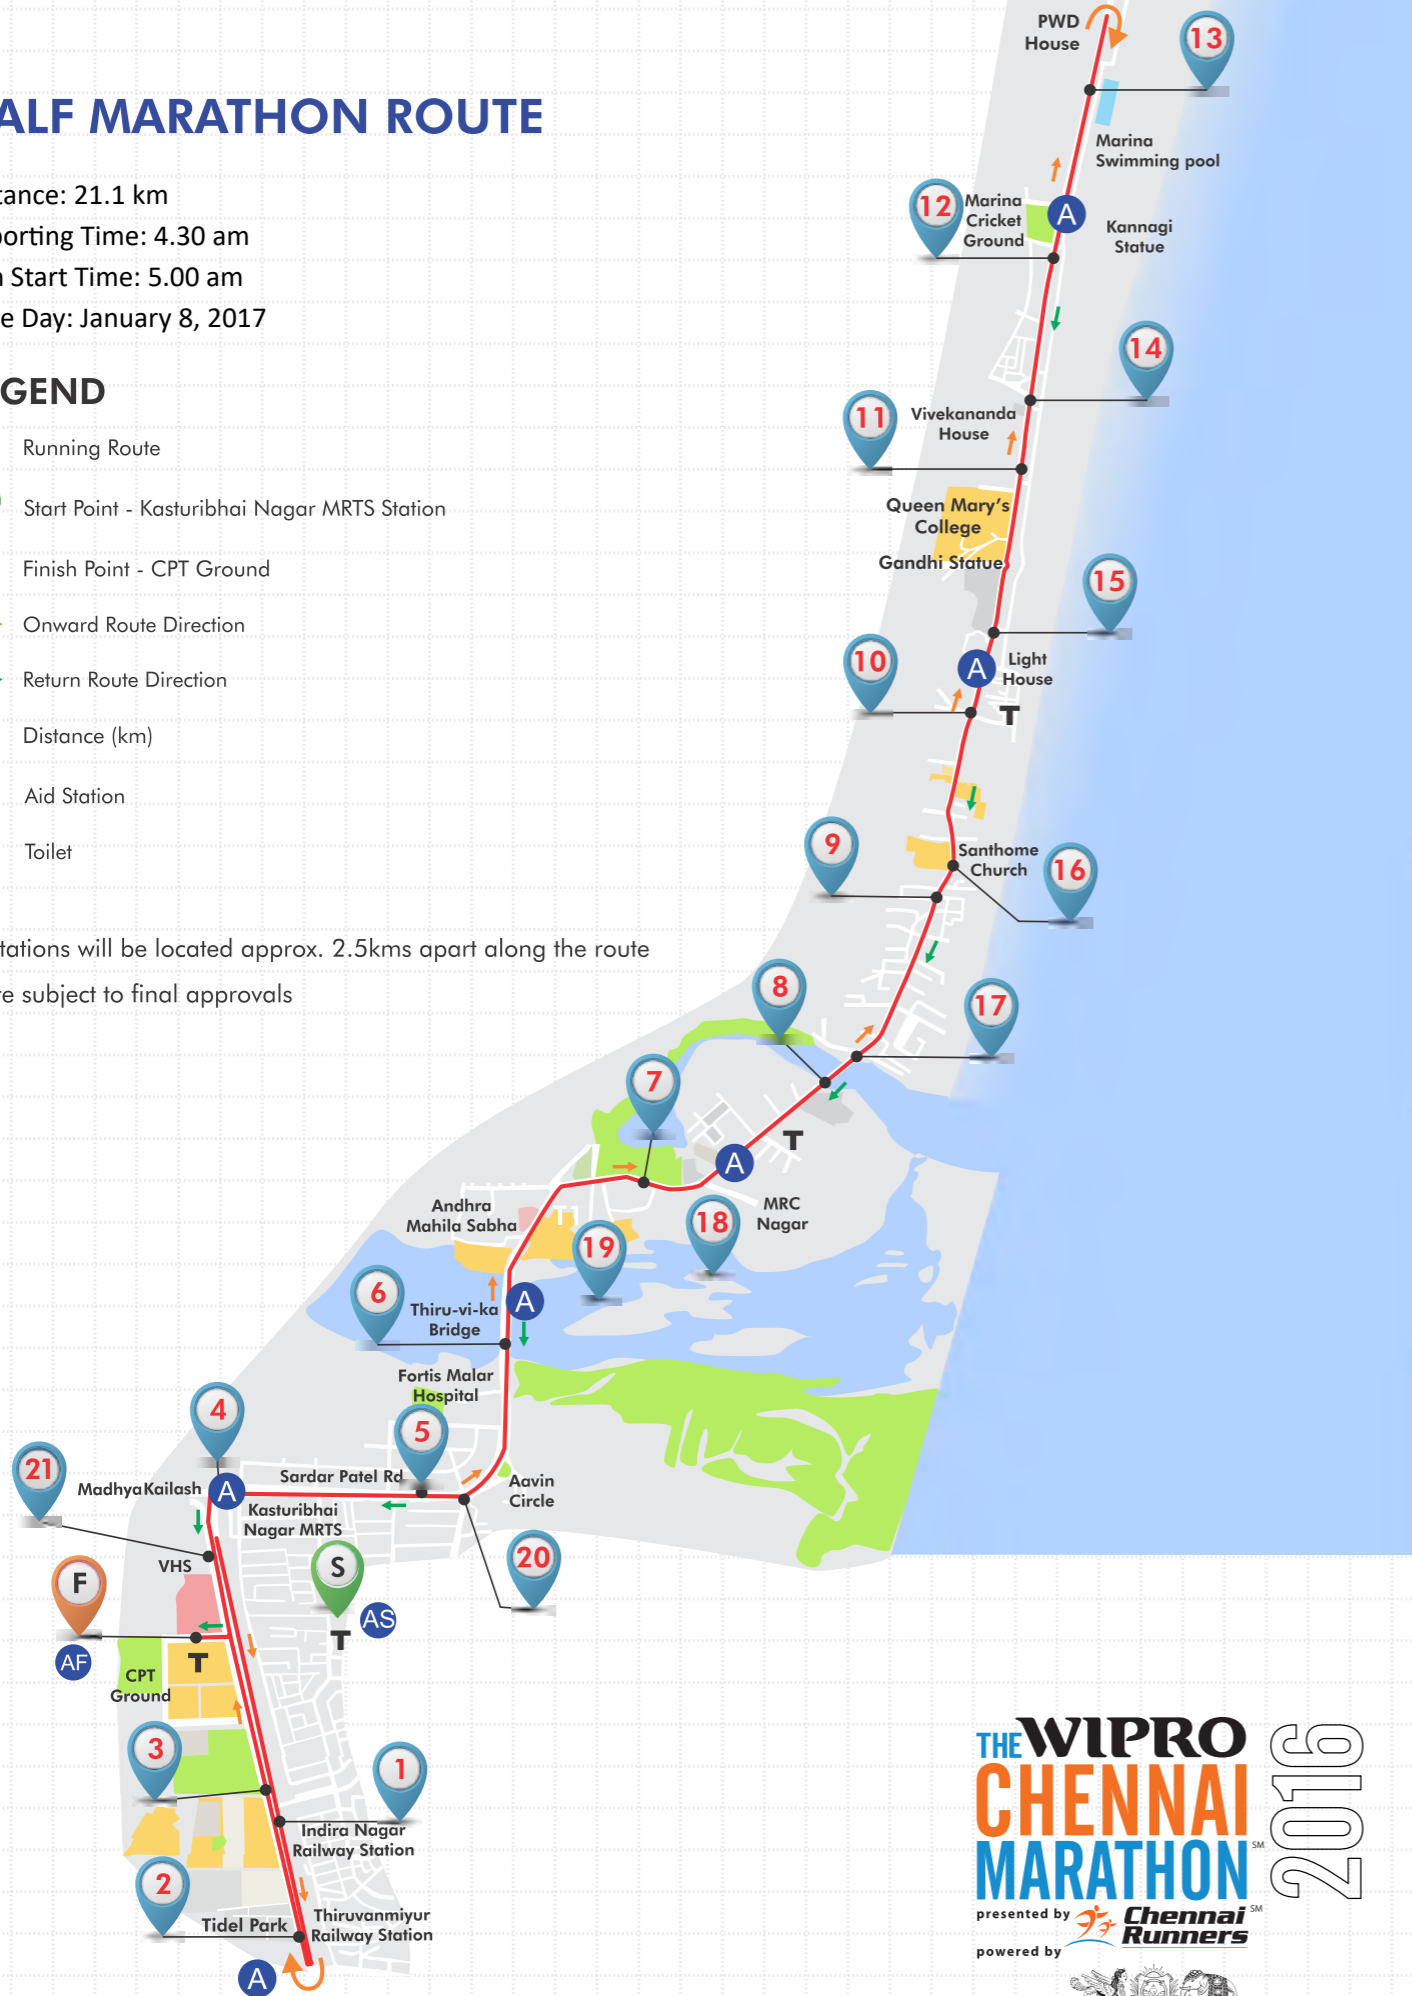 ALF MARATHON ROUTE
tance: 21.1 km
porting Time: 4.30 am
n Start Time: 5.00 am
e Day: January 8, 2017
GEND
Running Route
Start Point - Kasturibhai Nagar MRTS Station
Finish Point - CPT Ground
Onward Route Direction
Return Route Direction
Distance (km)
Aid Station
Toilet
tations will be located approx. 2.5kms apart along the route
e subject to final approvals
PWD
House
13
Marina
Swimming pool
12
Marina
Cricket
Ground
A
Kannagi
Statue
14
11
Vivekananda
House
Queen Mary's
College
Gandhi Statue
15
10
A
Light
House
T
9
Santhome
Church
16
8
17
7
T
A
MRC
Nagar
18
Andhra
Mahila Sabha
T1
19
6
Thiru-vi-ka
Bridge
A
Fortis Malar
Hospital
4
5
21
MadhyaKailash
A
Sardar Patel Rd
Aavin
Circle
Kasturibhai
Nagar MRTS
20
VHS
F
S
AS
T
AF
T
CPT
Ground
3
1
Indira Nagar
Railway Station
2
Tidel Park
Thiruvanmiyur
Railway Station
A
THE WIPRO
CHENNAI
MARATHON SM
2016
presented by Chennai Runners SM
powered by